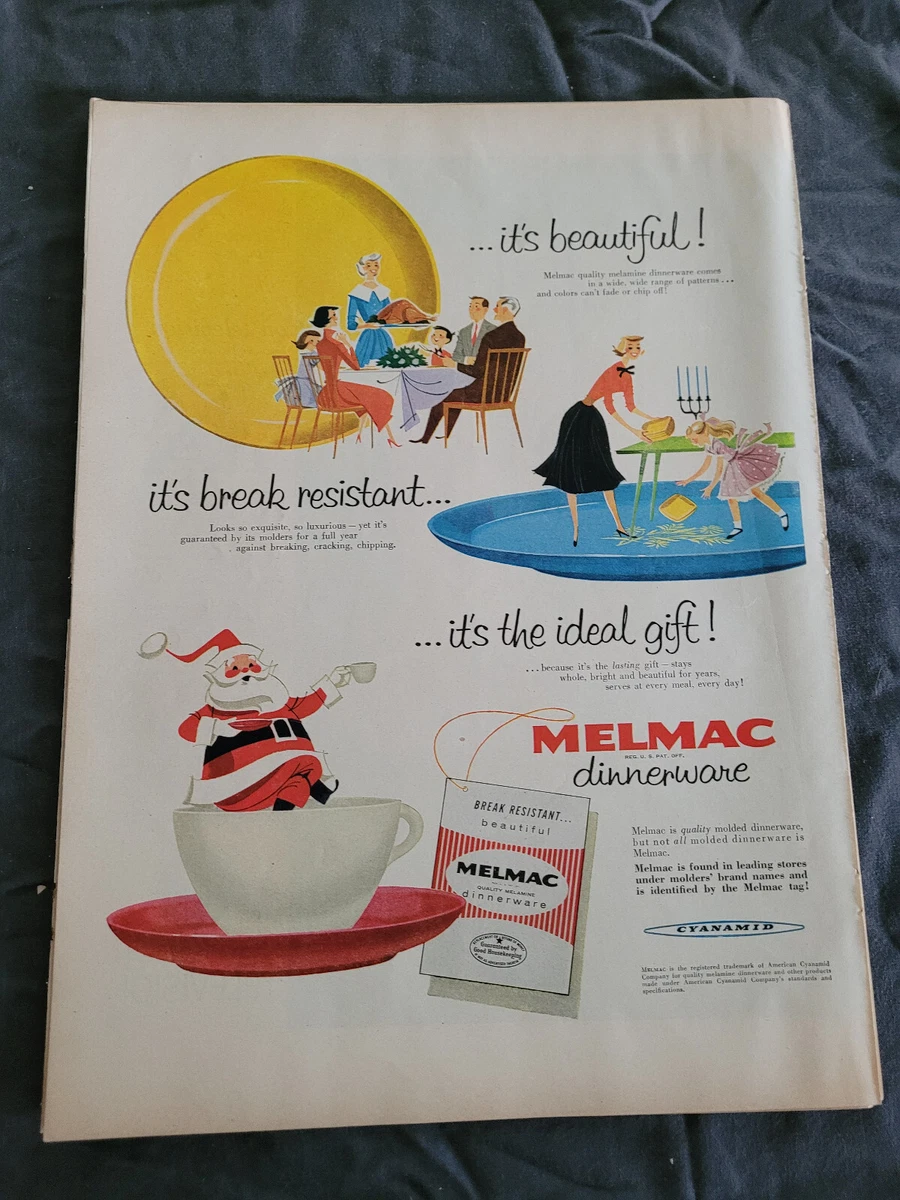 ...it's beautiful!
Melmac quality melamine dinnerware comes
in a wide, wide range of patterns...
and colors can't fade or chip off!
it's break resistant...
Looks so exquisite, so luxurious — yet it's
guaranteed by its molders for a full year
against breaking, cracking, chipping.
...it's the ideal gift!
...because it's the lasting gift — stays
whole, bright and beautiful for years,
serves at every meal, every day!
MELMAC
REG. U. S. PAT. OFF.
dinnerware
BREAK RESISTANT...
beautiful
MELMAC
QUALITY MELAMINE
dinnerware
Guaranteed by
Good Housekeeping
Melmac is quality molded dinnerware,
but not all molded dinnerware is
Melmac.
Melmac is found in leading stores
under molders' brand names and
is identified by the Melmac tag!
CYANAMID
MELMAC is the registered trademark of American Cyanamid
Company for quality melamine dinnerware and other products
made under American Cyanamid Company's standards and
specifications.